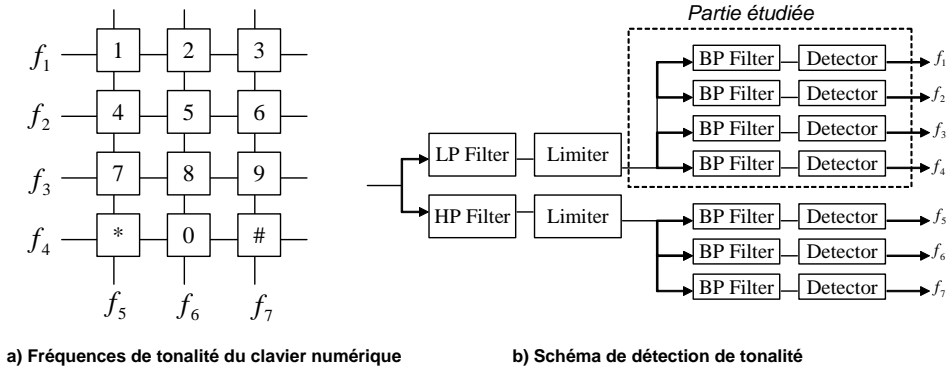 Partie étudiée
f1 1 2 3
f2 4 5 6
f3 7 8 9
f4 * 0 #
f5 f6 f7
LP Filter Limiter
HP Filter Limiter
BP Filter Detector f1
BP Filter Detector f2
BP Filter Detector f3
BP Filter Detector f4
BP Filter Detector f5
BP Filter Detector f6
BP Filter Detector f7
a) Fréquences de tonalité du clavier numérique
b) Schéma de détection de tonalité